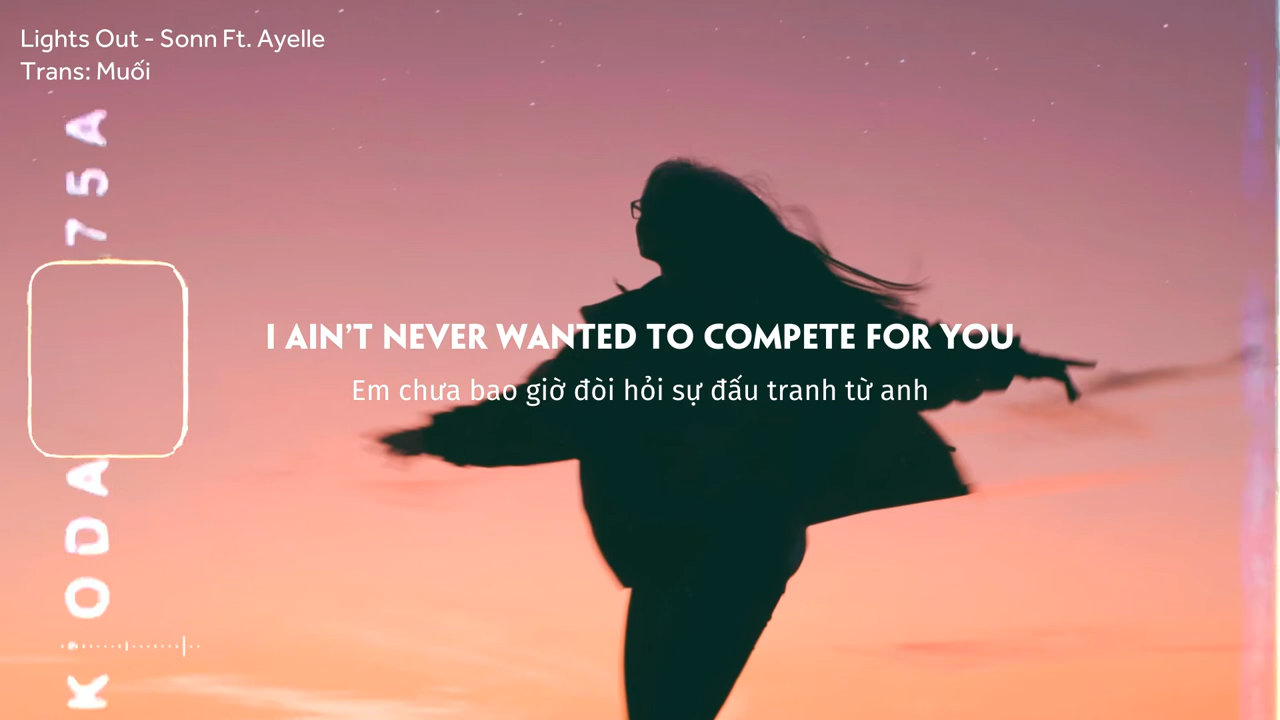 Lights Out - Sonn Ft. Ayelle
Trans: Muối
I AIN'T NEVER WANTED TO COMPETE FOR YOU
Em chưa bao giờ đòi hỏi sự đấu tranh từ anh
K ODA 75A